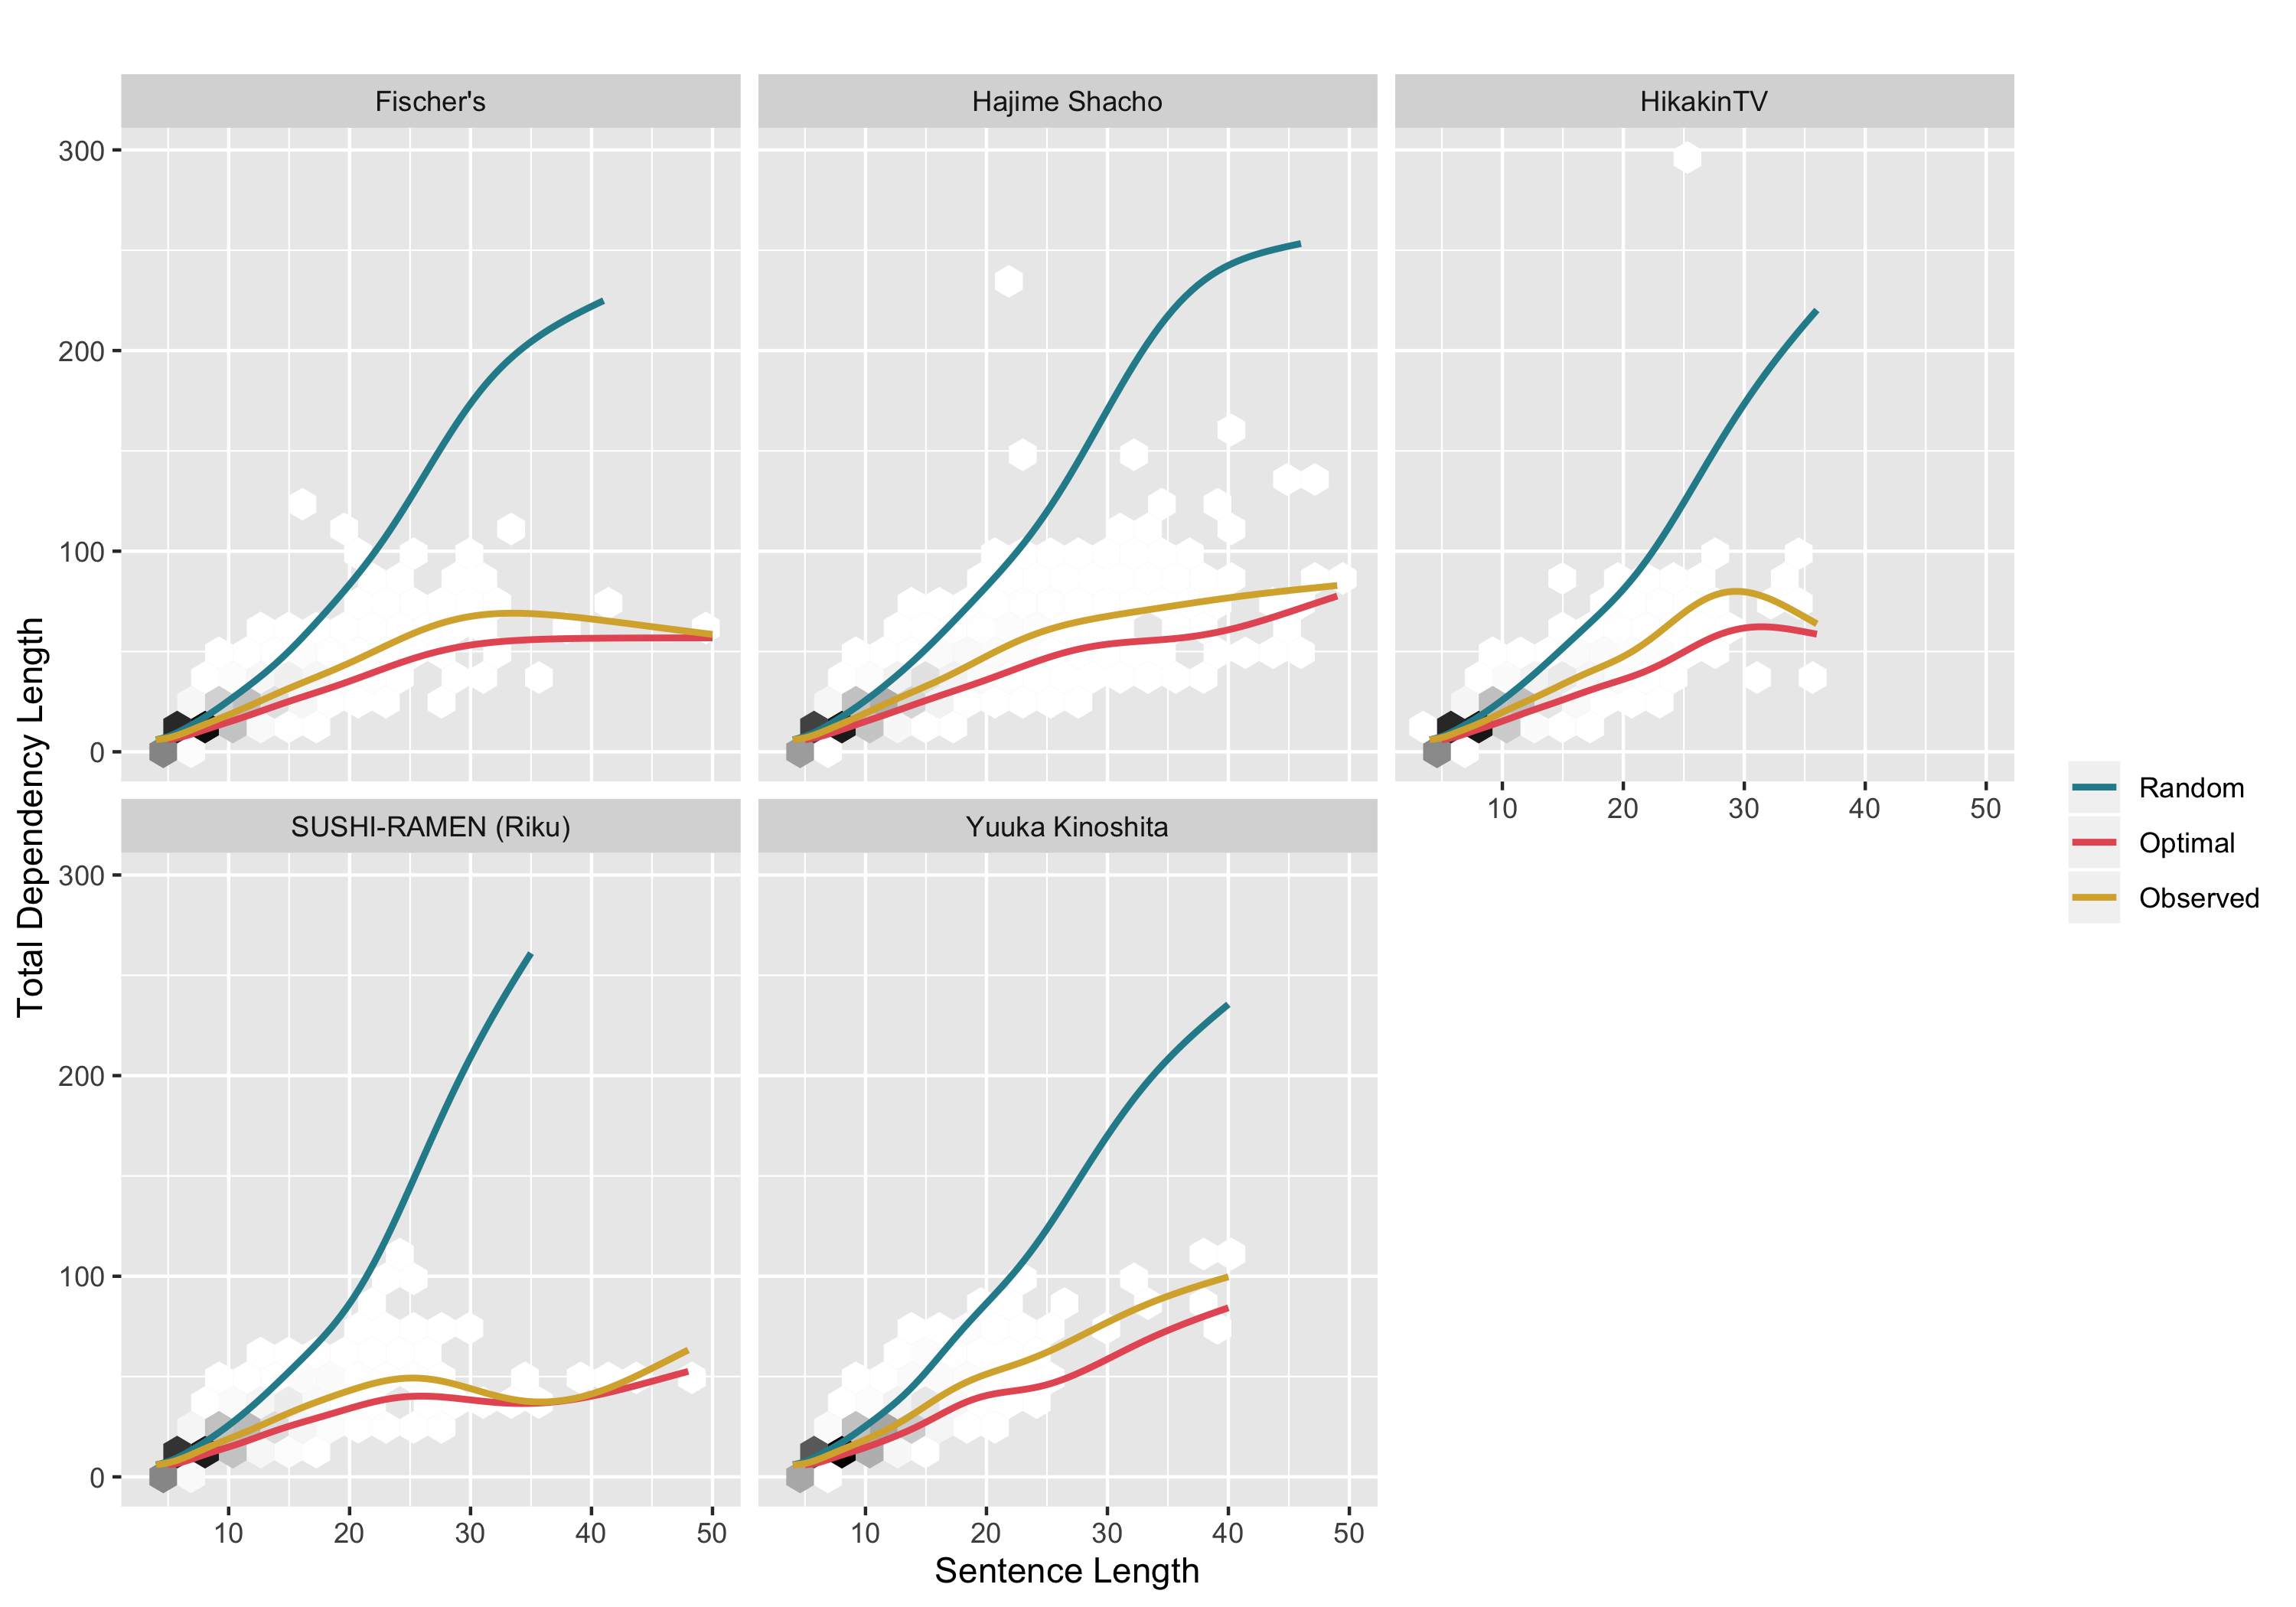 Fischer's
Hajime Shacho
HikakinTV
300
200
100
0
10 20 30 40 50
SUSHI-RAMEN (Riku)
Yuuka Kinoshita
300
200
100
0
10 20 30 40 50
10 20 30 40 50
Sentence Length
Total Dependency Length
Random
Optimal
Observed